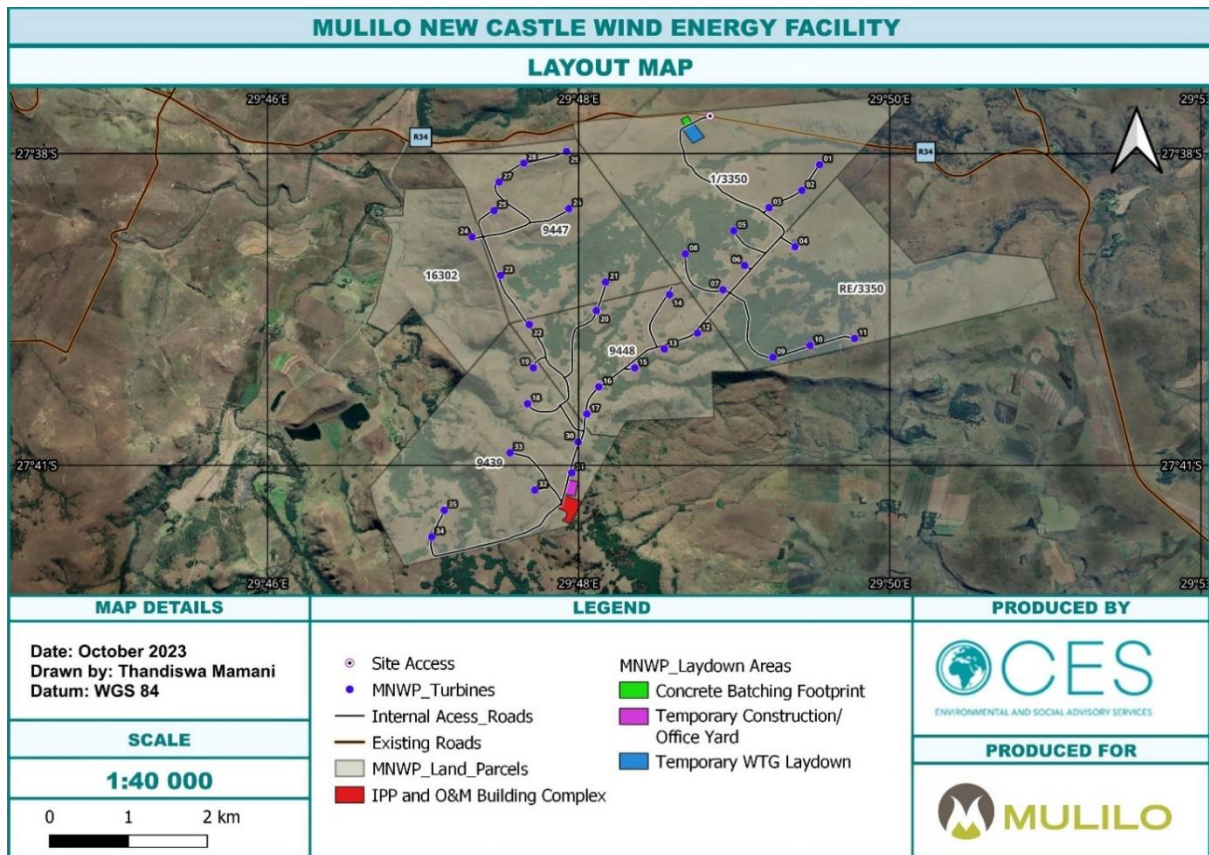 MULILO NEW CASTLE WIND ENERGY FACILITY
LAYOUT MAP
29°46'E
29°48'E
29°50'E
29°53
R34
R34
27°38'S
27°38'S
29
28
27
01
02
1/3350
03
25
26
9447
24
05
04
08
06
16302
23
21
07
RE/3350
14
20
22
12
11
10
13
9448
09
19
15
16
18
17
30
33
27°41'S
9439
31
27°41'S
32
35
34
29°46'E
29°48'E
29°50'E
29°53
MAP DETAILS
Date: October 2023
Drawn by: Thandiswa Mamani
Datum: WGS 84
SCALE
1:40 000
0 1 2 km
LEGEND
Site Access
MNWP_Turbines
Internal Acess_Roads
Existing Roads
MNWP_Land_Parcels
IPP and O&M Building Complex
MNWP_Laydown Areas
Concrete Batching Footprint
Temporary Construction/
Office Yard
Temporary WTG Laydown
PRODUCED BY
CES
ENVIRONMENTAL AND SOCIAL ADVISORY SERVICES
PRODUCED FOR
MULILO